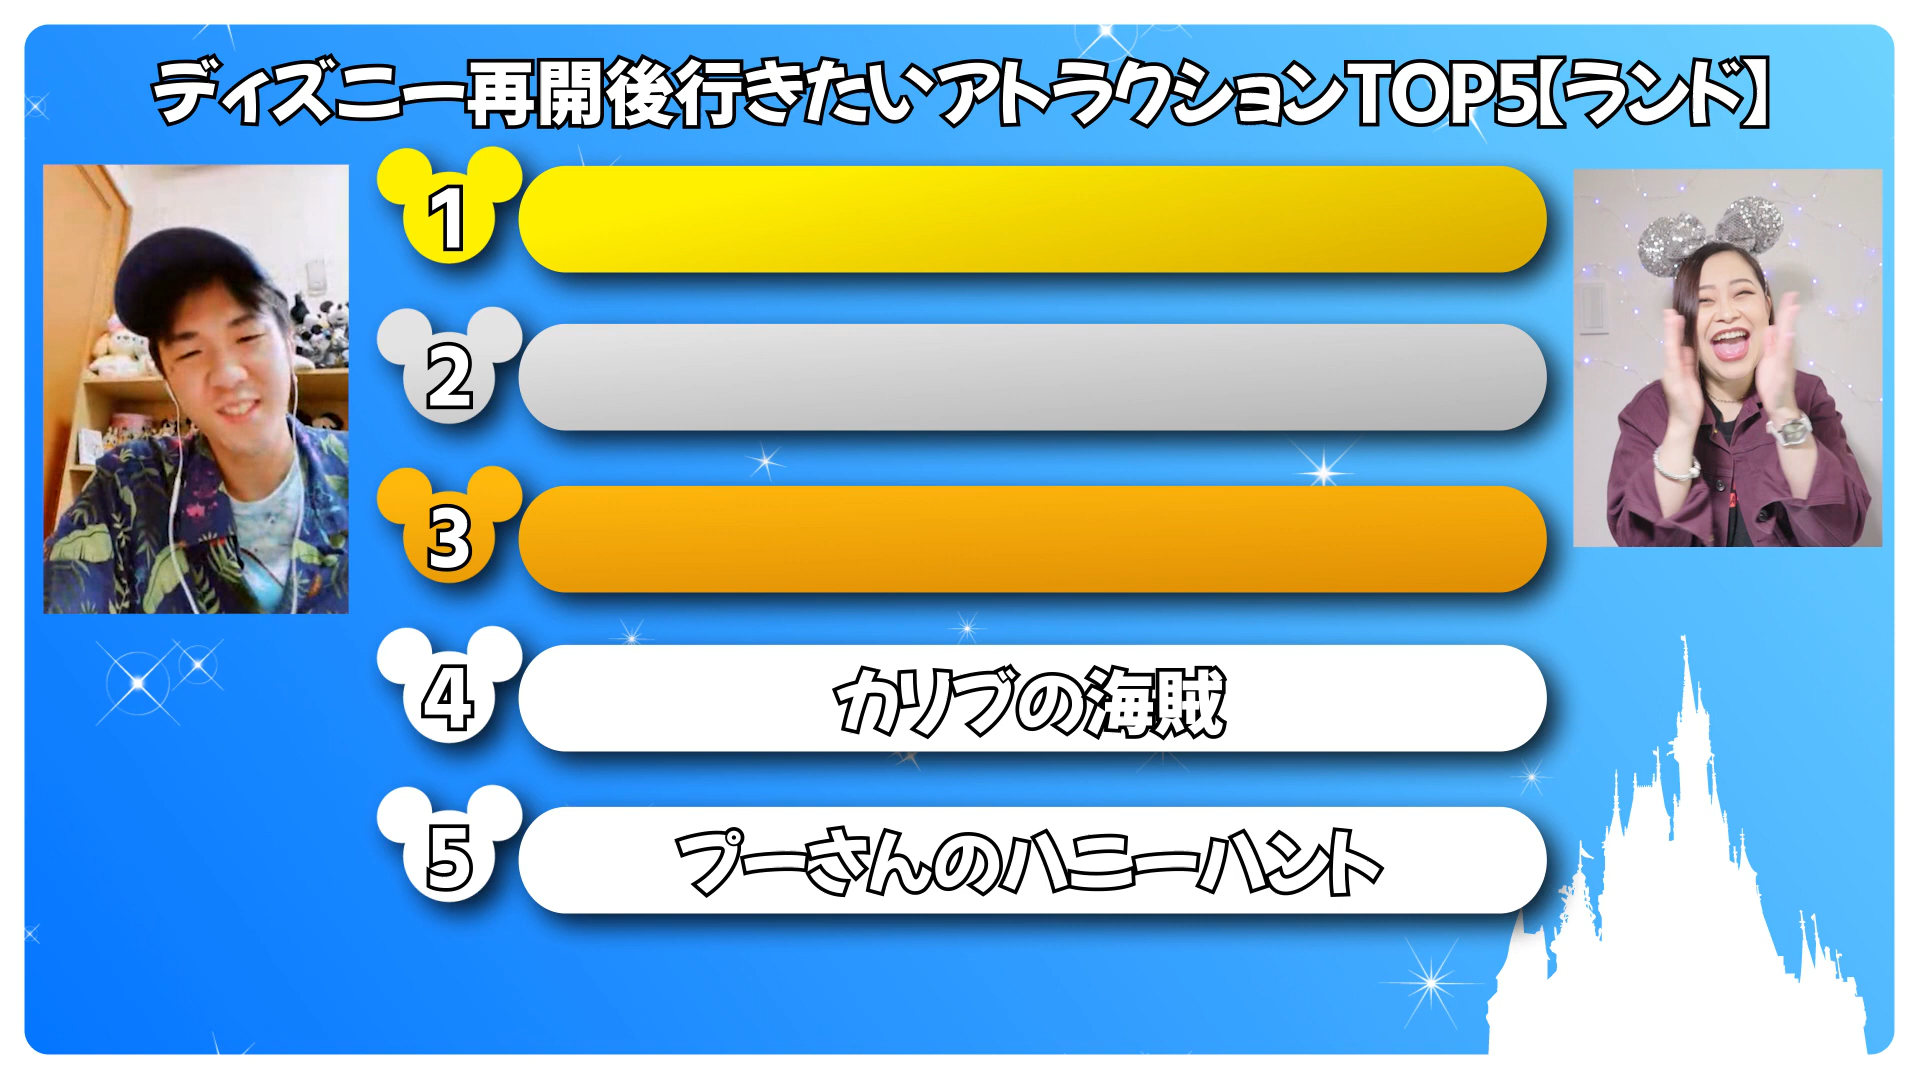 ディズニー再開後行きたいアトラクションTOP5【ランド】
1
2
3
4 カリブの海賊
5 プーさんのハニーハント